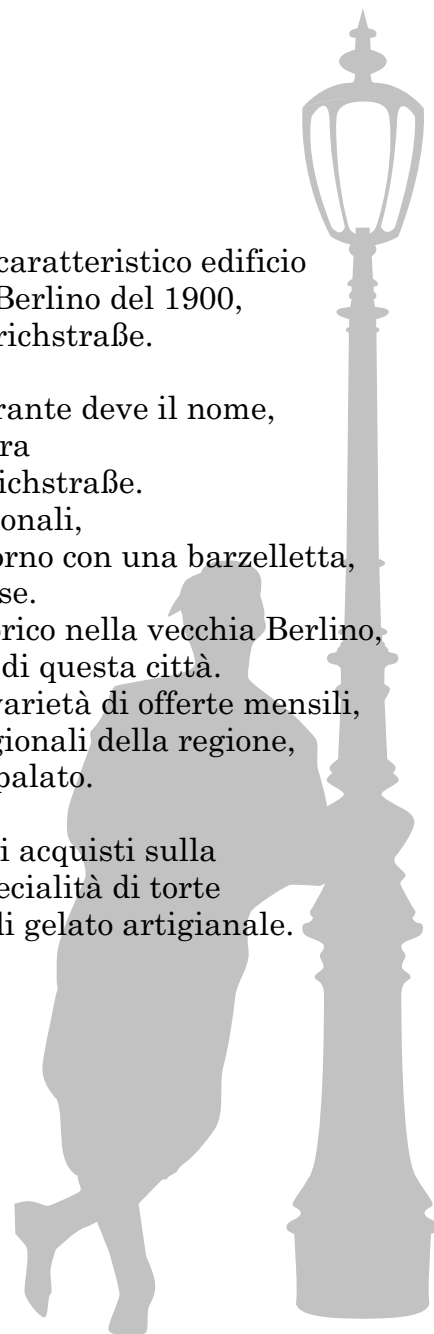 caratteristico edificio
Berlino del 1900,
richstraße.
rante deve il nome,
ra
ichstraße.
onali,
orno con una barzelletta,
se.
orico nella vecchia Berlino,
di questa città.
varietà di offerte mensili,
gionali della regione,
palato.
i acquisti sulla
ecialità di torte
di gelato artigianale.